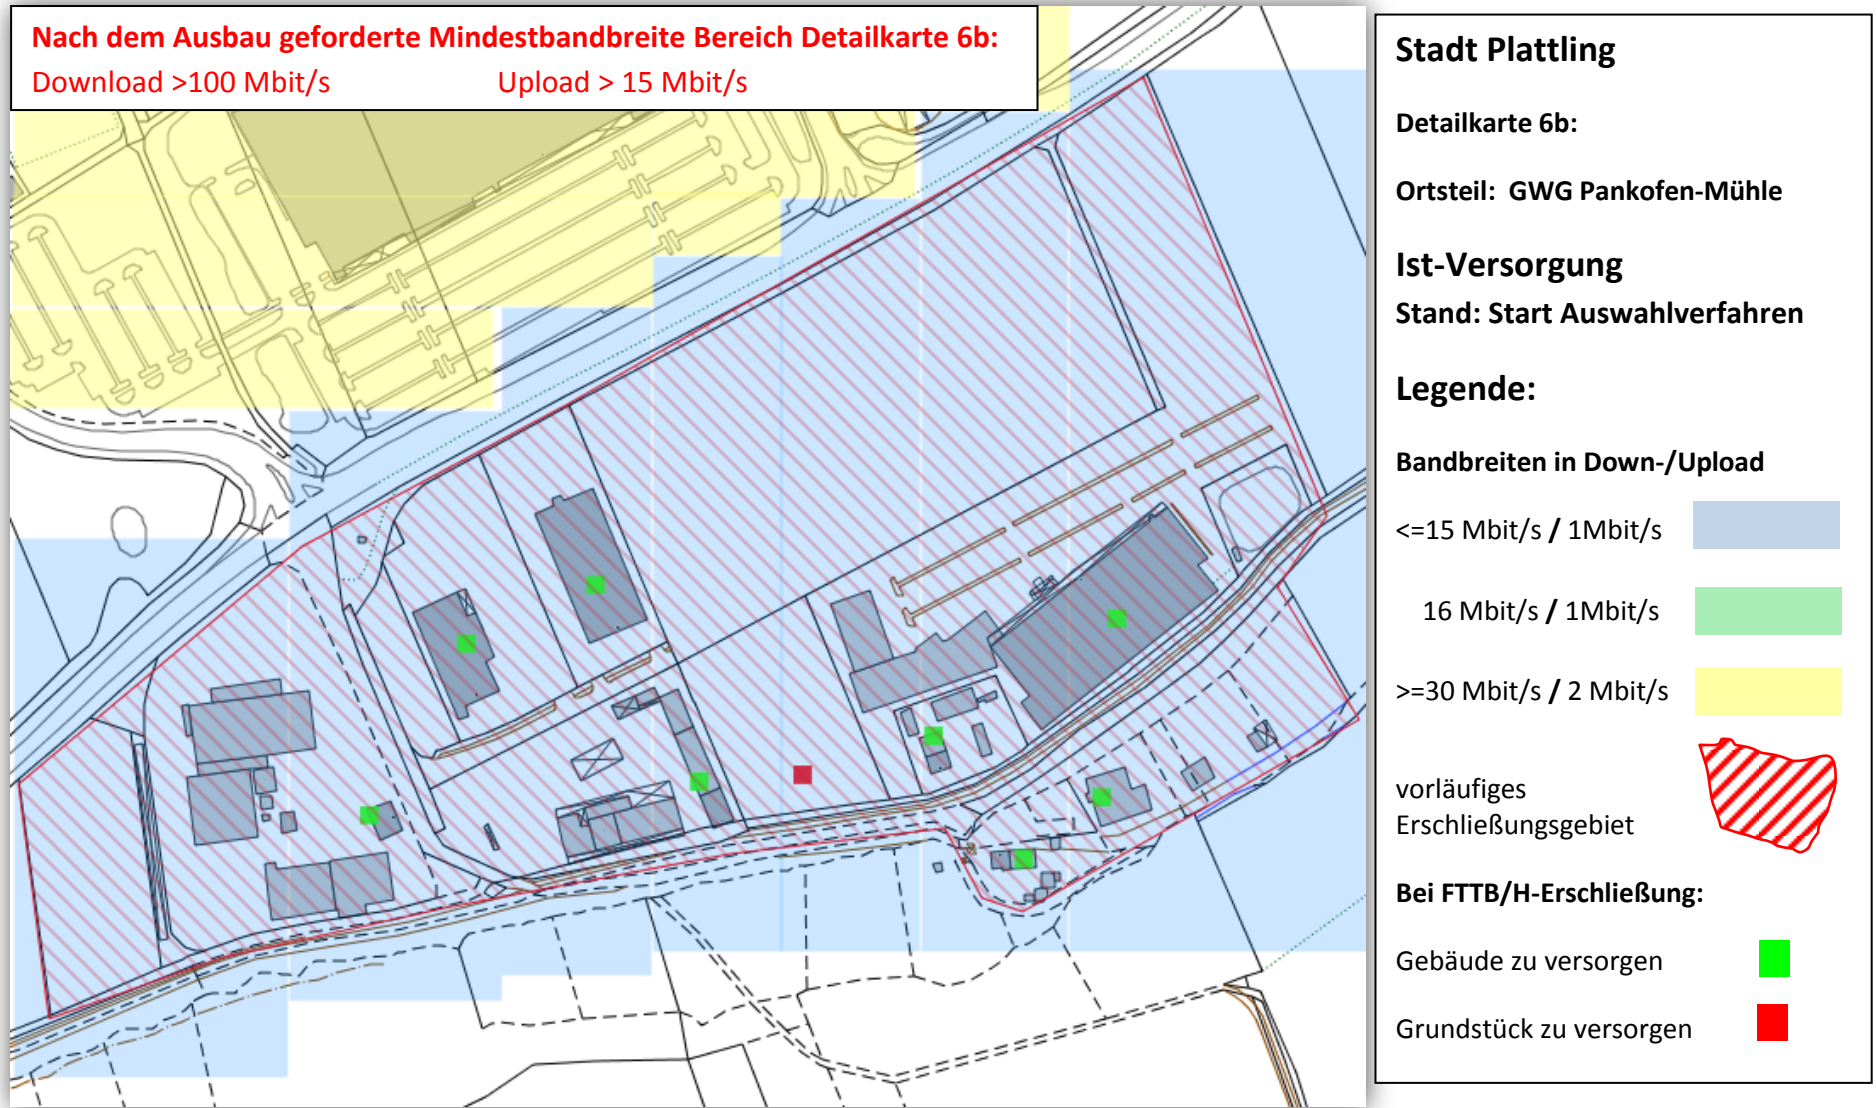 Nach dem Ausbau geforderte Mindestbandbreite Bereich Detailkarte 6b:
Download >100 Mbit/s Upload > 15 Mbit/s
Stadt Plattling
Detailkarte 6b:
Ortsteil: GWG Pankofen-Mühle
Ist-Versorgung
Stand: Start Auswahlverfahren
Legende:
Bandbreiten in Down-/Upload
<=15 Mbit/s / 1Mbit/s
16 Mbit/s / 1Mbit/s
>=30 Mbit/s / 2 Mbit/s
vorläufiges
Erschließungsgebiet
Bei FTTB/H-Erschließung:
Gebäude zu versorgen
Grundstück zu versorgen